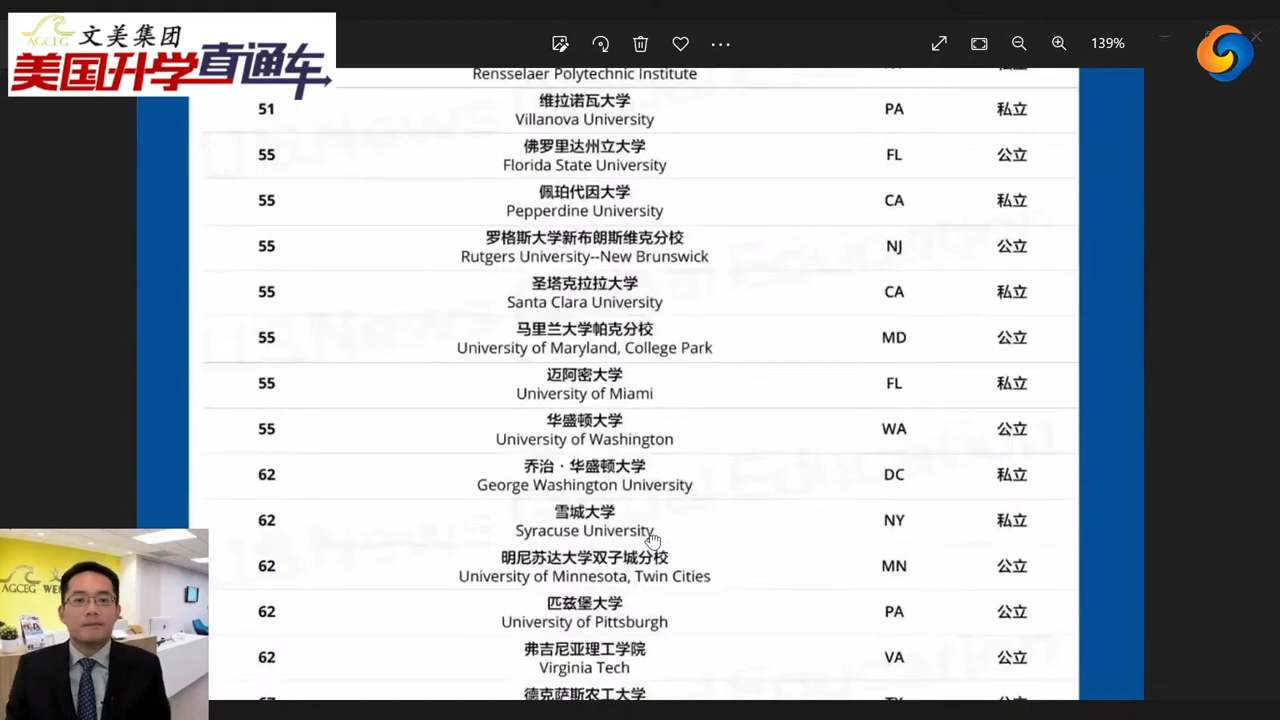 AGCEG 文美集团
美国升学直通车
139%
Rensselaer Polytechnic Institute
51 维拉诺瓦大学 PA 私立
Villanova University
55 佛罗里达州立大学 FL 公立
Florida State University
55 佩珀代因大学 CA 私立
Pepperdine University
55 罗格斯大学新布朗斯维克分校 NJ 公立
Rutgers University--New Brunswick
55 圣塔克拉拉大学 CA 私立
Santa Clara University
55 马里兰大学帕克分校 MD 公立
University of Maryland, College Park
55 迈阿密大学 FL 私立
University of Miami
55 华盛顿大学 WA 公立
University of Washington
62 乔治·华盛顿大学 DC 私立
George Washington University
62 雪城大学 NY 私立
Syracuse University
62 明尼苏达大学双子城分校 MN 公立
University of Minnesota, Twin Cities
62 匹兹堡大学 PA 公立
University of Pittsburgh
62 弗吉尼亚理工学院 VA 公立
Virginia Tech
德克萨斯农工大学
AGCEG WE